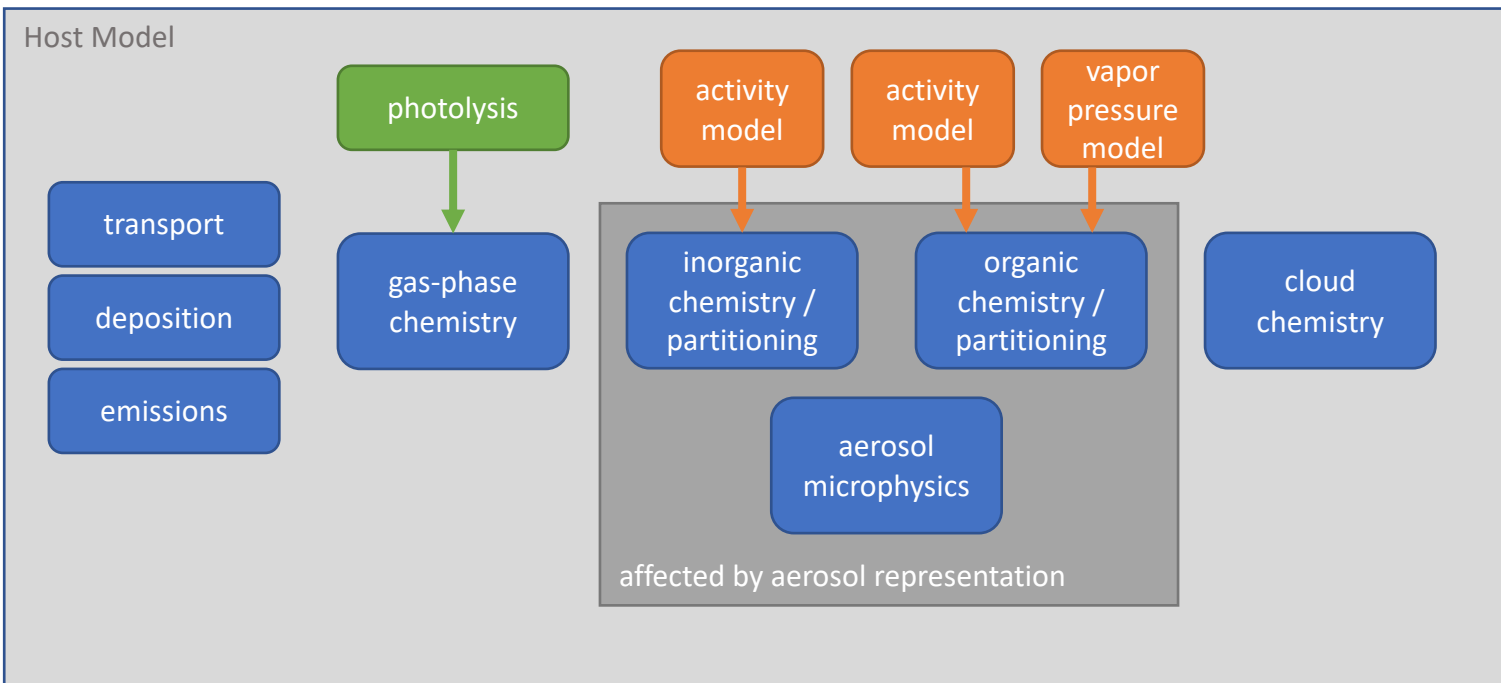 Host Model
photolysis
activity
model
activity
model
vapor
pressure
model
transport
deposition
emissions
gas-phase
chemistry
inorganic
chemistry /
partitioning
organic
chemistry /
partitioning
cloud
chemistry
aerosol
microphysics
affected by aerosol representation